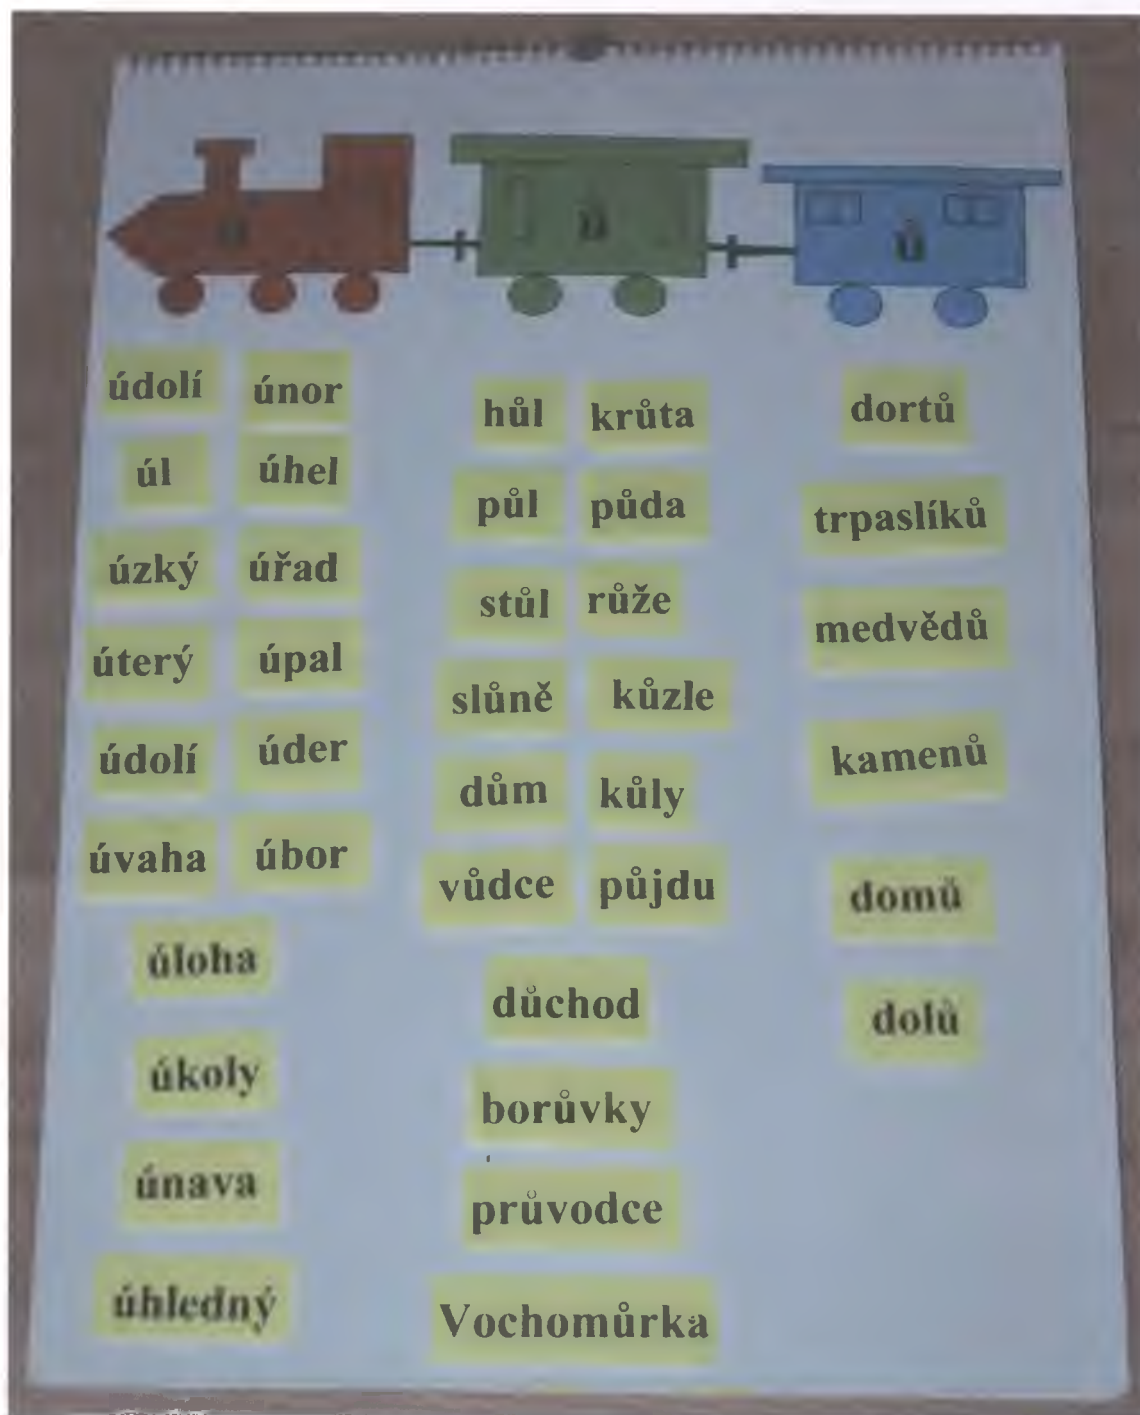 ú ů ů
údolí únor
úl úhel
úzký úřad
úterý úpal
údolí úder
úvaha úbor
úloha
úkoly
únava
úhledný
hůl krůta
půl půda
stůl růže
slůně kůzle
dům kůly
vůdce půjdu
důchod
borůvky
průvodce
Vochomůrka
dortů
trpaslíků
medvědů
kamenů
domů
dolů